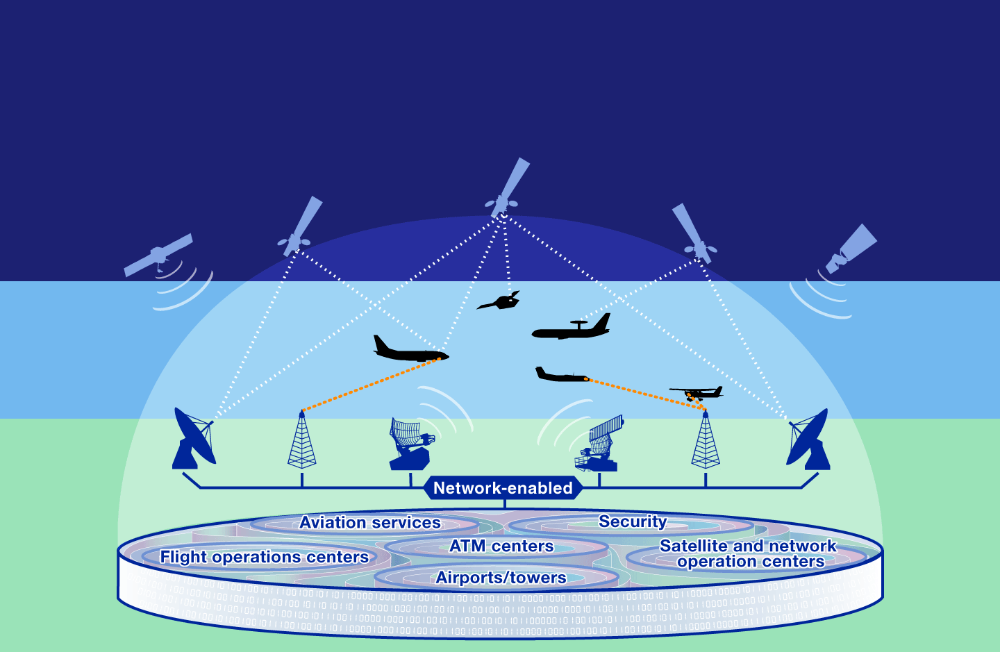 Network-enabled
Aviation services
Security
ATM centers
Flight operations centers
Satellite and network
operation centers
Airports/towers